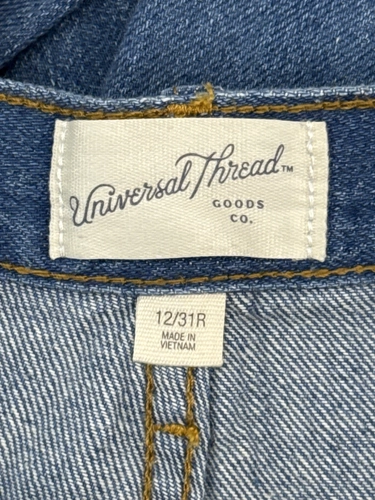 Universal Thread™
GOODS
CO.
12/31R
MADE IN
VIETNAM